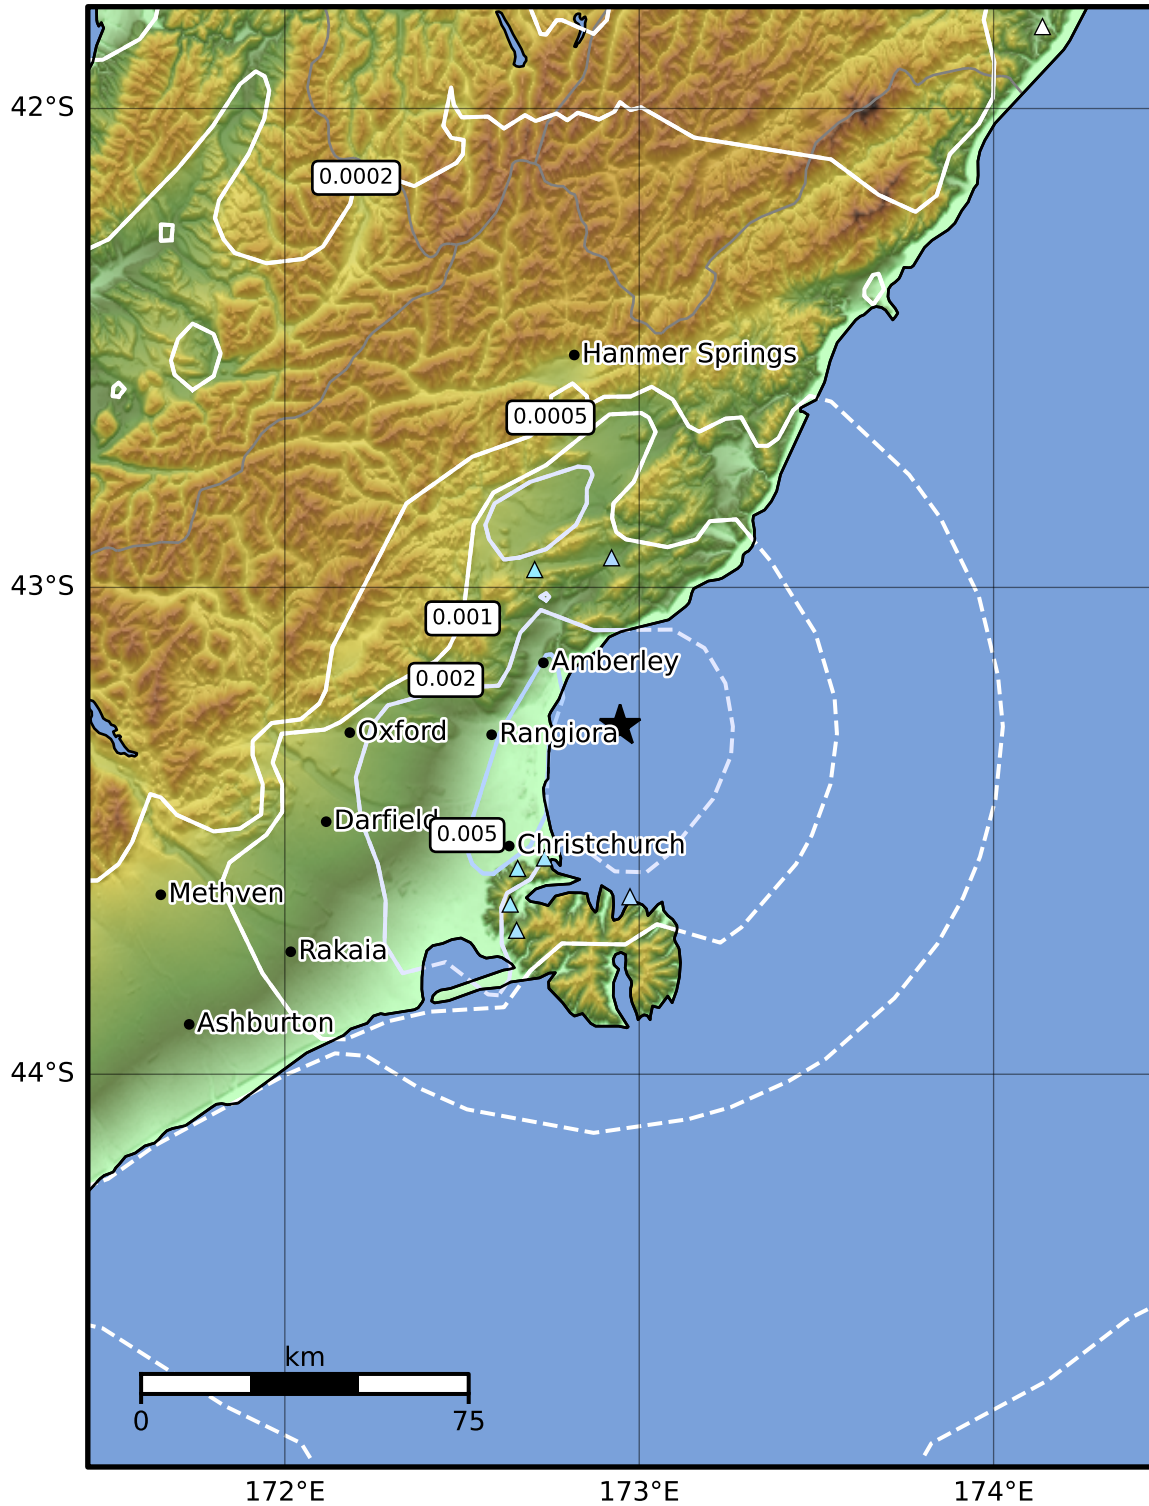 42°S
0.0002
Hanmer Springs
0.0005
43°S
0.001
Amberley
0.002
Oxford
Rangiora
Darfield
0.005
Christchurch
Methven
Rakaia
Ashburton
44°S
km
0 75
172°E 173°E 174°E